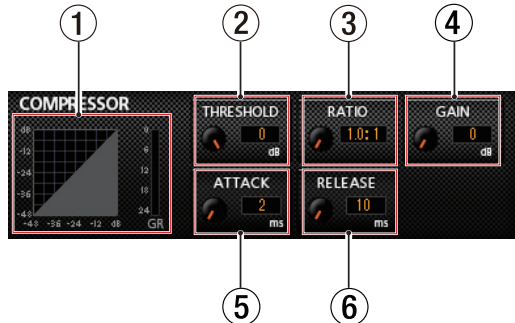 ① ② ③ ④
COMPRESSOR
THRESHOLD
0
dB
RATIO
1.0:1
GAIN
0
dB
dB
-12
-24
-36
-48
-48 -36 -24 -12 dB
0
6
12
18
24
GR
ATTACK
2
ms
RELEASE
10
ms
⑤ ⑥